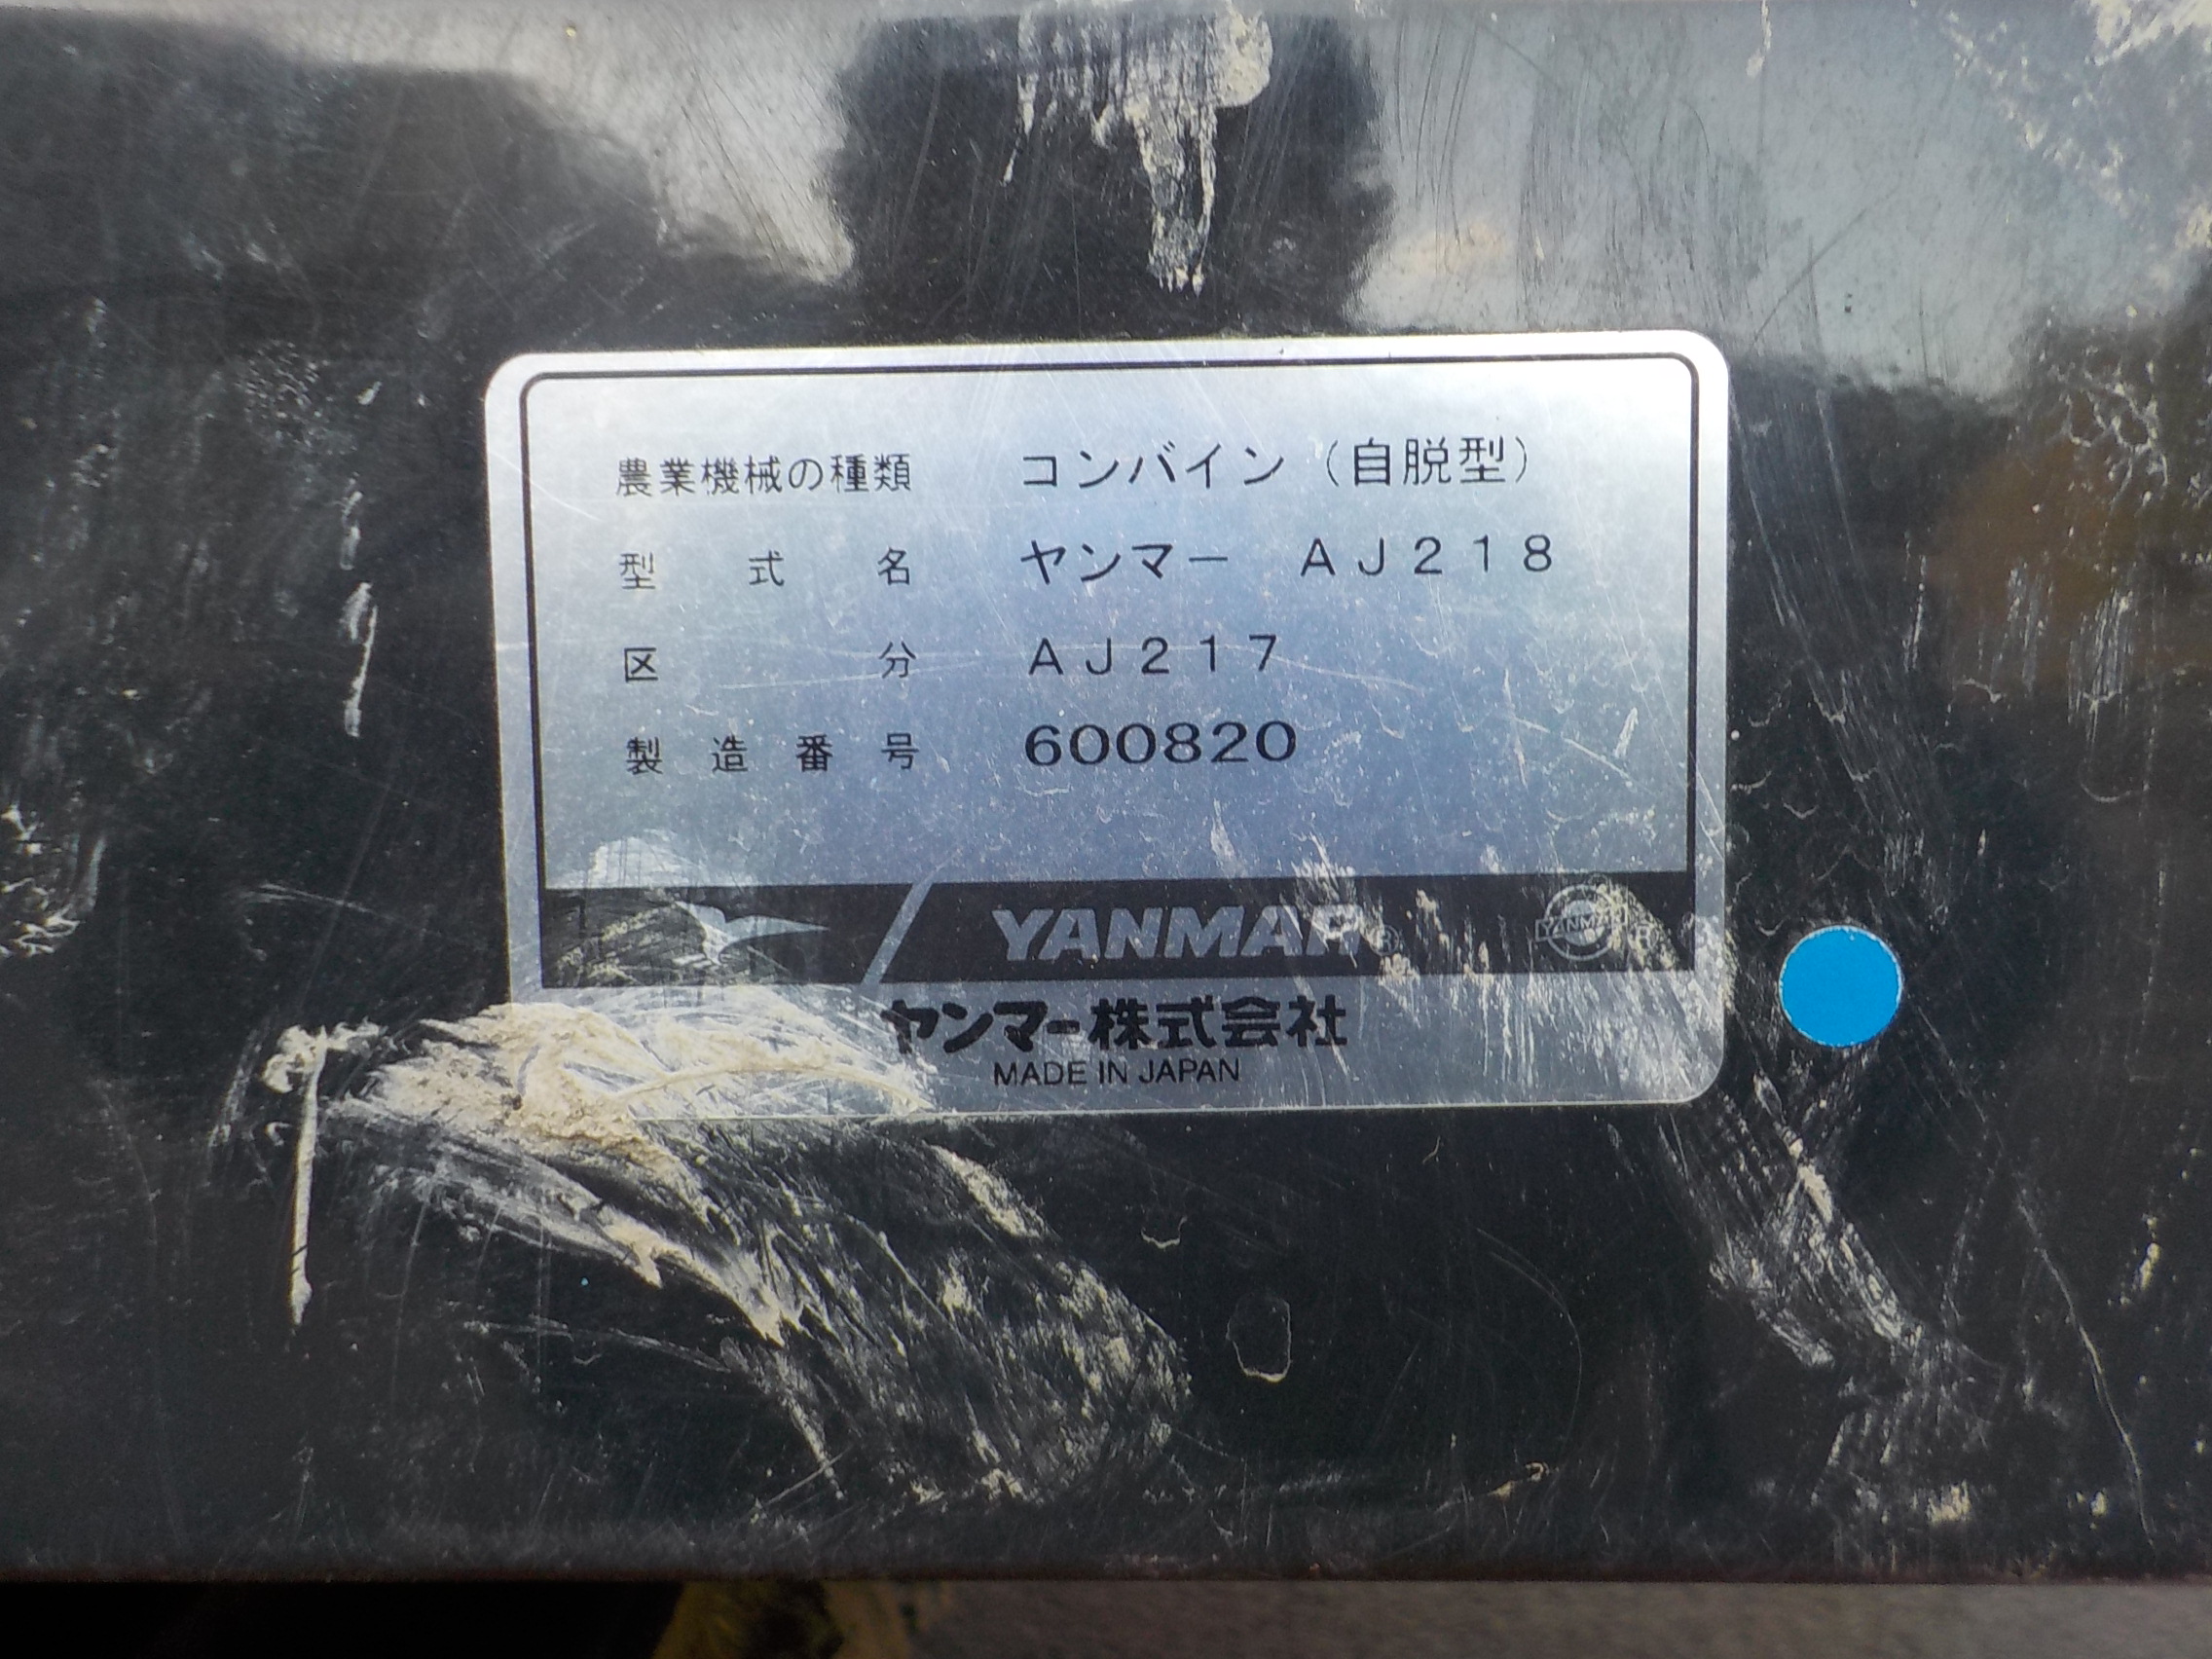 農業機械の種類 コンバイン（自脱型）
型式名 ヤンマー AJ218
区分 AJ217
製造番号 600820
YANMAR® YANMAR
ヤンマー株式会社
MADE IN JAPAN